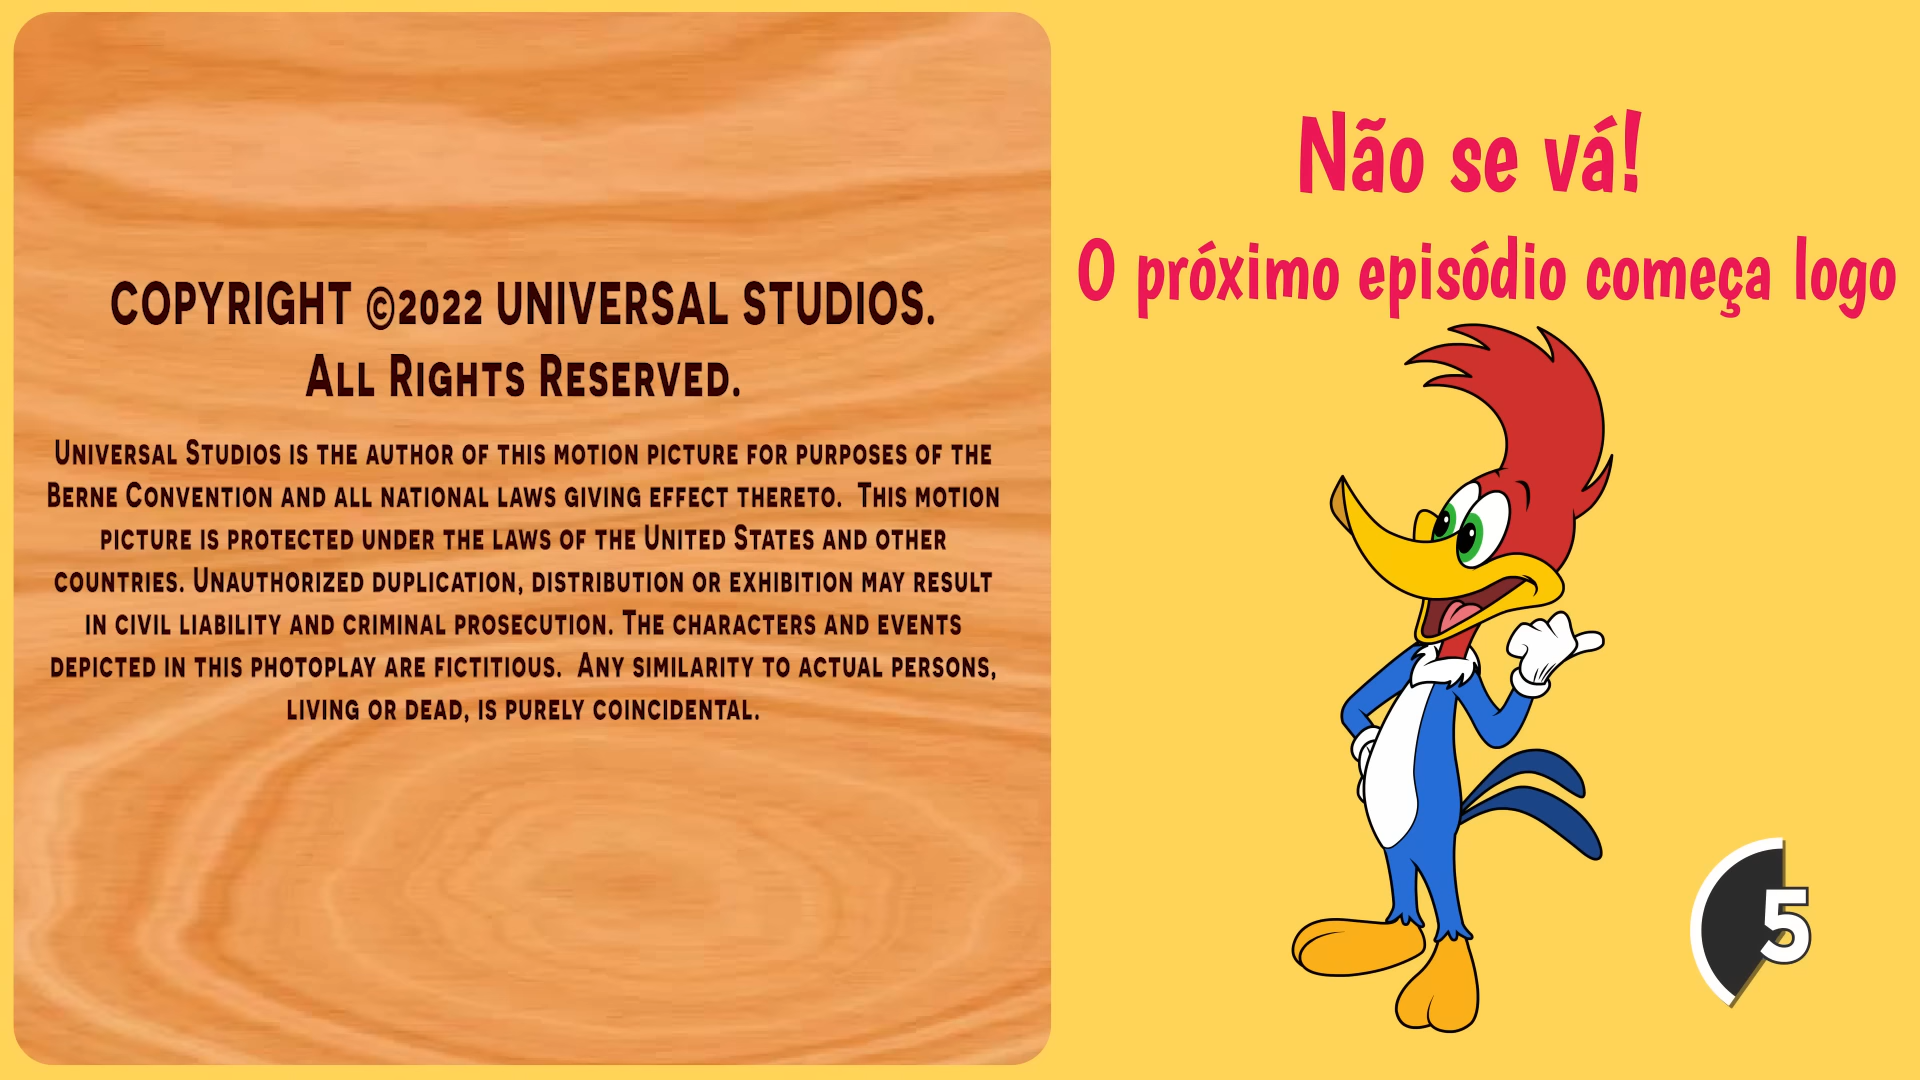 COPYRIGHT ©2022 UNIVERSAL STUDIOS.
ALL RIGHTS RESERVED.
UNIVERSAL STUDIOS IS THE AUTHOR OF THIS MOTION PICTURE FOR PURPOSES OF THE
BERNE CONVENTION AND ALL NATIONAL LAWS GIVING EFFECT THERETO. THIS MOTION
PICTURE IS PROTECTED UNDER THE LAWS OF THE UNITED STATES AND OTHER
COUNTRIES. UNAUTHORIZED DUPLICATION, DISTRIBUTION OR EXHIBITION MAY RESULT
IN CIVIL LIABILITY AND CRIMINAL PROSECUTION. THE CHARACTERS AND EVENTS
DEPICTED IN THIS PHOTOPLAY ARE FICTITIOUS. ANY SIMILARITY TO ACTUAL PERSONS,
LIVING OR DEAD, IS PURELY COINCIDENTAL.
Não se vá!
O próximo episódio começa logo
5